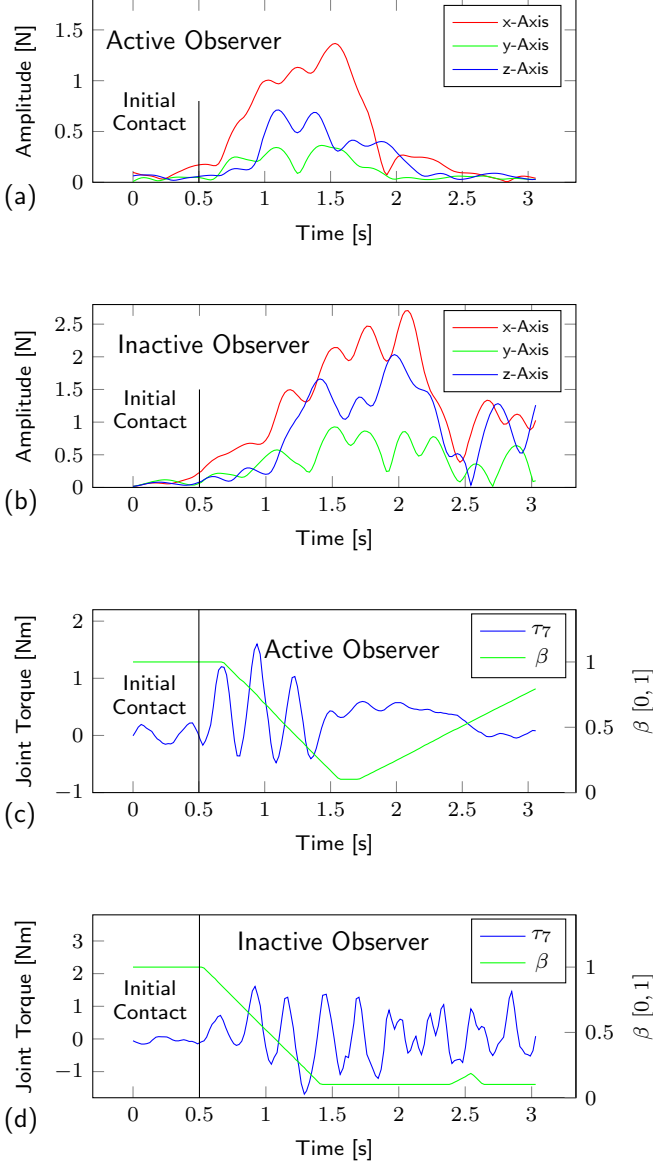 1.5
1
0.5
0
Amplitude [N]
Active Observer
Initial
Contact
x-Axis
y-Axis
z-Axis
0 0.5 1 1.5 2 2.5 3
Time [s]
(a)
2.5
2
1.5
1
0.5
0
Amplitude [N]
Inactive Observer
Initial
Contact
x-Axis
y-Axis
z-Axis
0 0.5 1 1.5 2 2.5 3
Time [s]
(b)
2
1
0
−1
Joint Torque [Nm]
Active Observer
Initial
Contact
τ7
β
1
0.5
0
β [0, 1]
0 0.5 1 1.5 2 2.5 3
Time [s]
(c)
3
2
1
0
−1
Joint Torque [Nm]
Inactive Observer
Initial
Contact
τ7
β
1
0.5
0
β [0, 1]
0 0.5 1 1.5 2 2.5 3
Time [s]
(d)